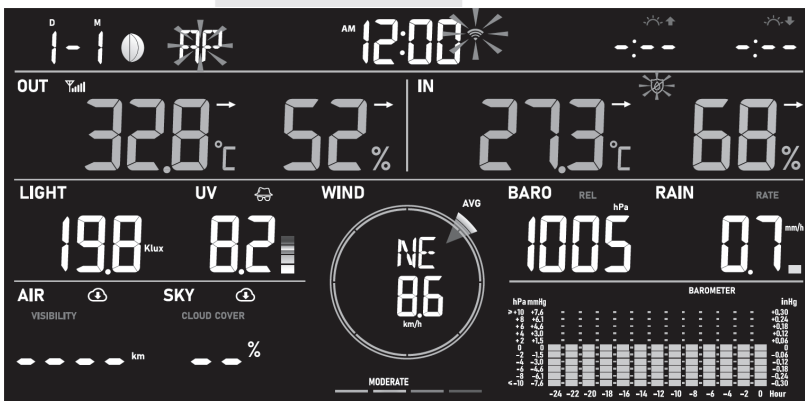 D M
1-1 AP AM 12:00 -:-- -:--
OUT IN
32.8°C 52% 27.3°C 68%
LIGHT UV WIND AVG BARO REL RAIN RATE
19.8 Klux 8.2 NE 1005 hPa 0.7 mm/h
8.6
km/h
AIR SKY BAROMETER
VISIBILITY CLOUD COVER
---- km --%
MODERATE
hPa mmHg inHg
≥+10 +7.6 +0.30
+8 +6.1 +0.24
+6 +4.6 +0.18
+4 +3.0 +0.12
+2 +1.5 +0.06
0 0 0
-2 -1.5 -0.06
-4 -3.0 -0.12
-6 -4.6 -0.18
-8 -6.1 -0.24
≤-10 -7.6 -0.30
-24 -22 -20 -18 -16 -14 -12 -10 -8 -6 -4 -2 0 Hour